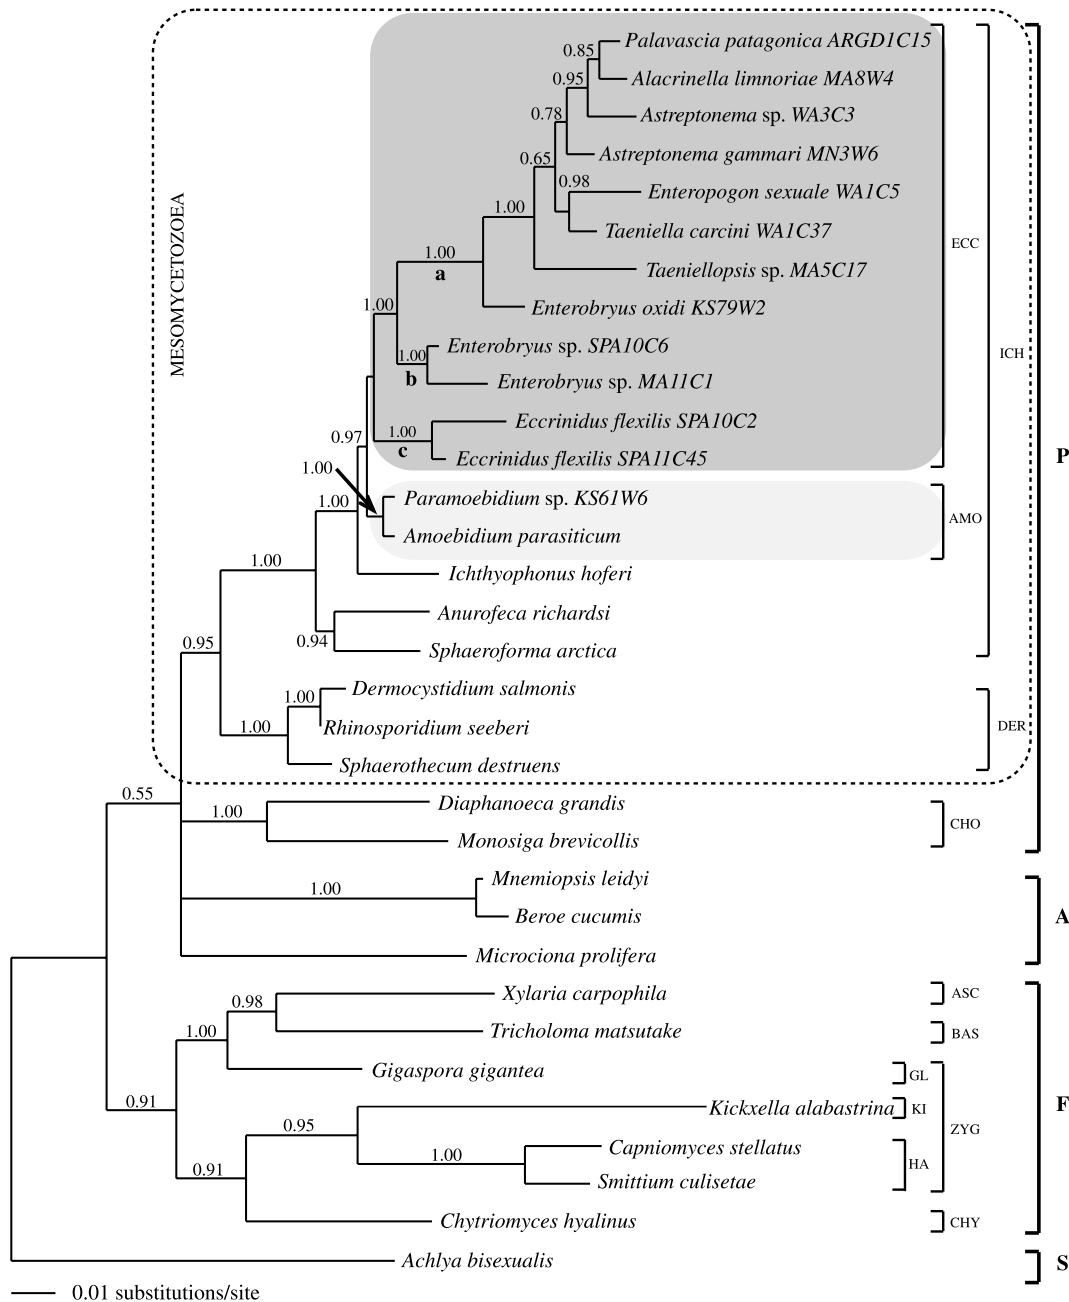 Palavascia patagonica ARGD1C15
0.85
0.95
Alacrinella limnoriae MA8W4
Astreptonema sp. WA3C3
0.78
Astreptonema gammari MN3W6
0.65
0.98
Enteropogon sexuale WA1C5
1.00
Taeniella carcini WA1C37
ECC
1.00
a
Taeniellopsis sp. MA5C17
MESOMYCETOZOEA
1.00
Enterobryus oxidi KS79W2
Enterobryus sp. SPA10C6
ICH
1.00
b
Enterobryus sp. MA11C1
Eccrinidus flexilis SPA10C2
0.97
1.00
c
Eccrinidus flexilis SPA11C45
P
1.00
Paramoebidium sp. KS61W6
1.00
AMO
Amoebidium parasiticum
1.00
Ichthyophonus hoferi
Anurofeca richardsi
0.95
0.94
Sphaeroforma arctica
Dermocystidium salmonis
1.00
1.00
Rhinosporidium seeberi
DER
Sphaerothecum destruens
0.55
Diaphanoeca grandis
1.00
CHO
Monosiga brevicollis
Mnemiopsis leidyi
1.00
Beroe cucumis
A
Microciona prolifera
Xylaria carpophila
ASC
0.98
1.00
Tricholoma matsutake
BAS
Gigaspora gigantea
GL
0.91
Kickxella alabastrina
KI
F
0.95
ZYG
Capniomyces stellatus
1.00
HA
0.91
Smittium culisetae
Chytriomyces hyalinus
CHY
Achlya bisexualis
S
0.01 substitutions/site